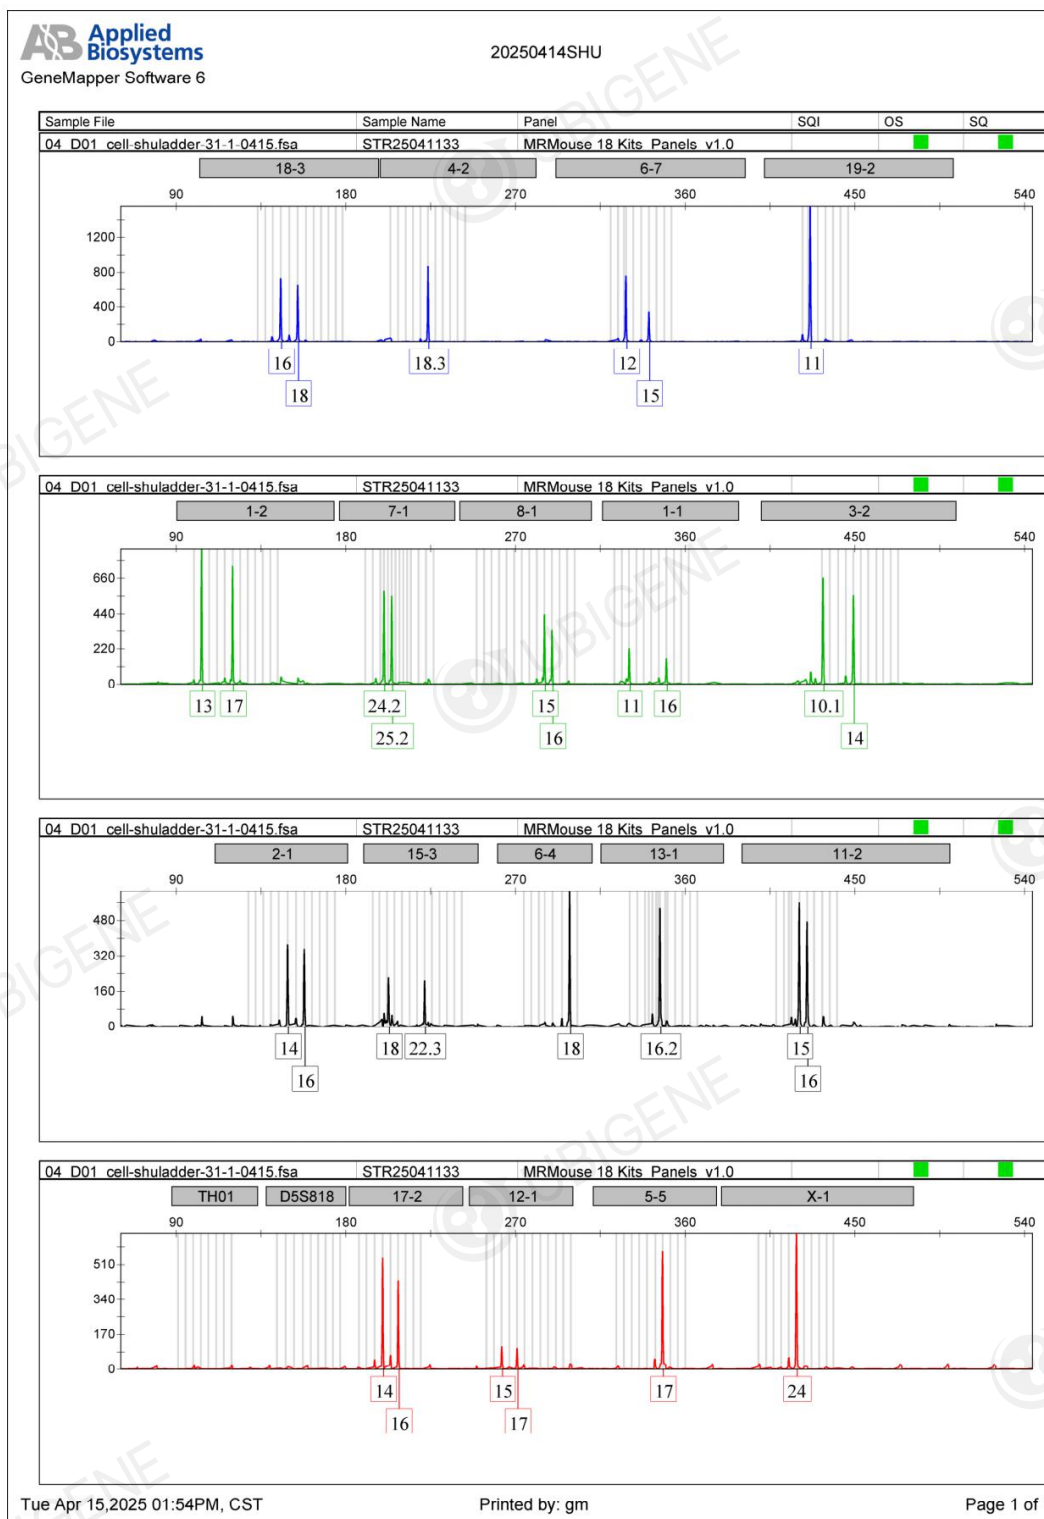 AB Applied
Biosystems
GeneMapper Software 6
20250414SHU
Sample File Sample Name Panel SQI OS SQ
04_D01_cell-shuladder-31-1-0415.fsa STR25041133 MRMouse 18 Kits_Panels_v1.0
18-3 4-2 6-7 19-2
90 180 270 360 450 540
1200
800
400
0
16 18.3 12 11
18 15
04_D01_cell-shuladder-31-1-0415.fsa STR25041133 MRMouse 18 Kits_Panels_v1.0
1-2 7-1 8-1 1-1 3-2
90 180 270 360 450 540
660
440
220
0
13 17 24.2 15 11 16 10.1
25.2 16 14
04_D01_cell-shuladder-31-1-0415.fsa STR25041133 MRMouse 18 Kits_Panels_v1.0
2-1 15-3 6-4 13-1 11-2
90 180 270 360 450 540
480
320
160
0
14 18 22.3 18 16.2 15
16 16
04_D01_cell-shuladder-31-1-0415.fsa STR25041133 MRMouse 18 Kits_Panels_v1.0
TH01 D5S818 17-2 12-1 5-5 X-1
90 180 270 360 450 540
510
340
170
0
14 15 17 24
16 17
Tue Apr 15,2025 01:54PM, CST Printed by: gm Page 1 of
UBIGENE
UBIGENE
UBIGENE
UBIGENE
UBIGENE
UBIGENE